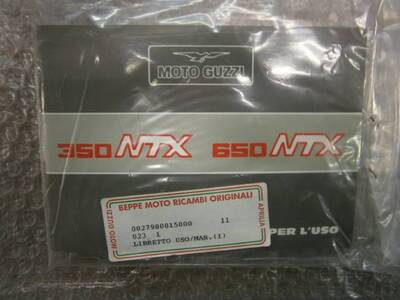 MOTO GUZZI
350 NTX 650 NTX
PER L'USO
BEPPE MOTO RICAMBI ORIGINALI
MOTO GUZZI
APRILIA
0027900015000 11
023 1
LIBRETTO USO/MAN.(I)